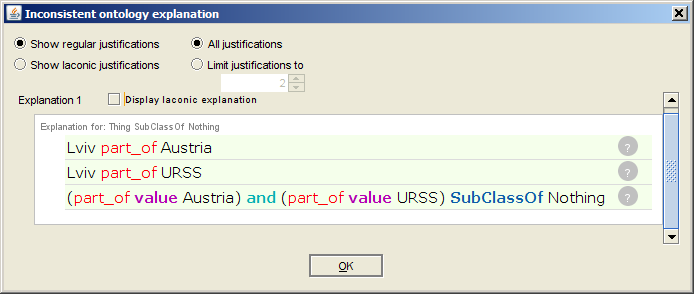 Inconsistent ontology explanation
Show regular justifications
All justifications
Show laconic justifications
Limit justifications to
2
Explanation 1
Display laconic explanation
Explanation for: Thing SubClassOf Nothing
Lviv part_of Austria
?
Lviv part_of URSS
?
(part_of value Austria) and (part_of value URSS) SubClassOf Nothing
?
OK